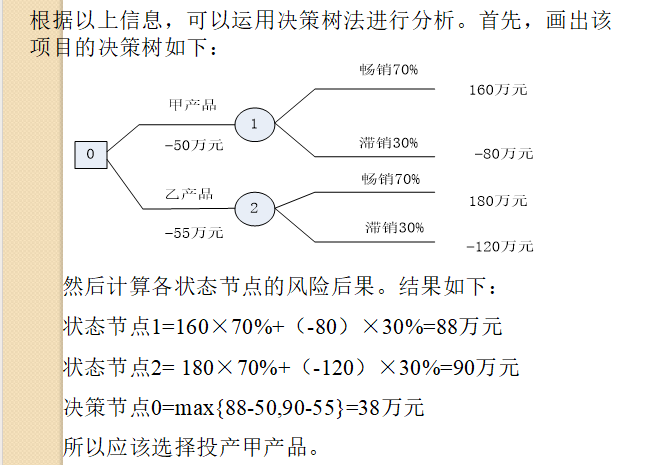 根据以上信息，可以运用决策树法进行分析。首先，画出该
项目的决策树如下：
畅销70%
160万元
甲产品
1
-50万元
滞销30%
-80万元
0
畅销70%
乙产品
180万元
2
-55万元
滞销30%
-120万元
然后计算各状态节点的风险后果。结果如下：
状态节点1=160×70%+（-80）×30%=88万元
状态节点2= 180×70%+（-120）×30%=90万元
决策节点0=max{88-50,90-55}=38万元
所以应该选择投产甲产品。